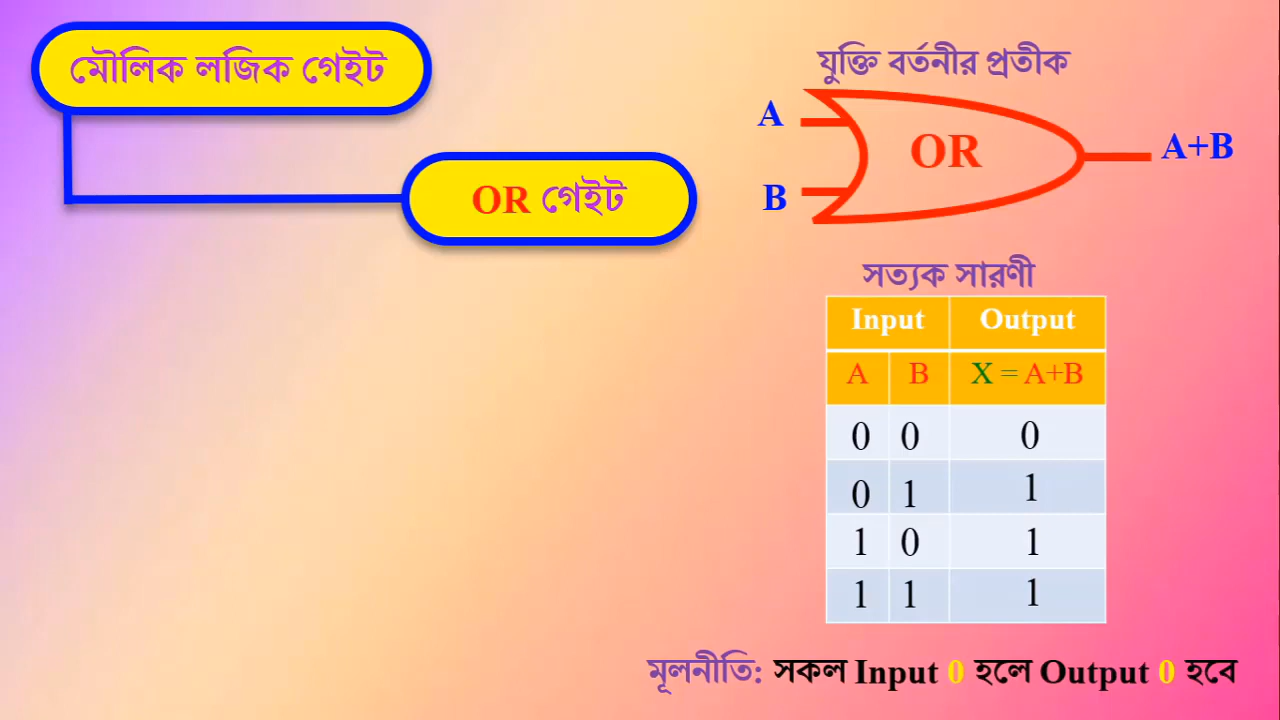 মৌলিক লজিক গেইট
OR গেইট
যুক্তি বর্তনীর প্রতীক
A
OR
A+B
B
সত্যক সারণী
Input Output
A B X = A+B
0 0 0
0 1 1
1 0 1
1 1 1
মূলনীতি: সকল Input 0 হলে Output 0 হবে